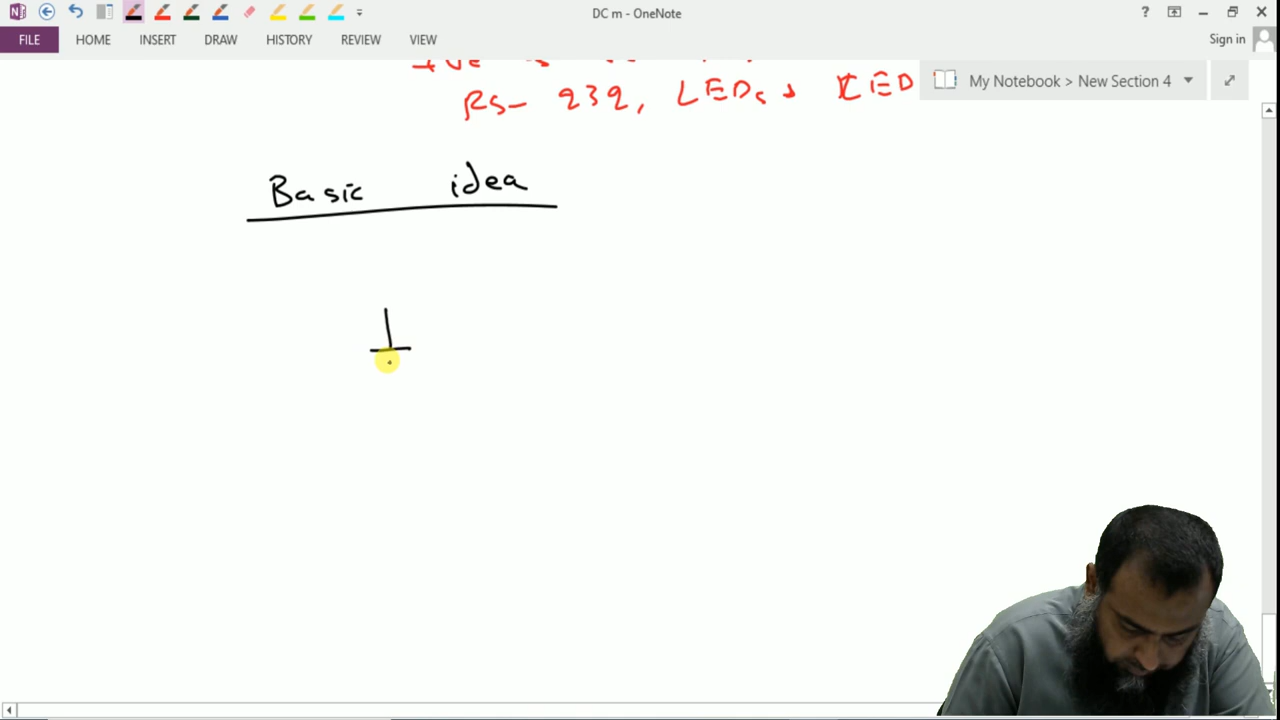 DC m - OneNote
?
Sign in
FILE HOME INSERT DRAW HISTORY REVIEW VIEW
My Notebook > New Section 4
RS- 232, LEDs
Basic idea